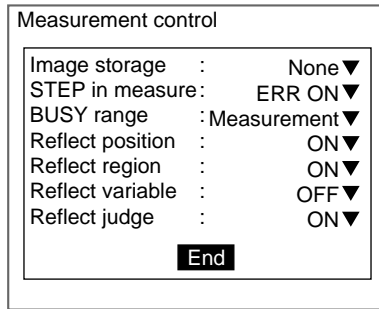 Measurement control
Image storage : None▼
STEP in measure: ERR ON▼
BUSY range : Measurement▼
Reflect position : ON▼
Reflect region : ON▼
Reflect variable : OFF▼
Reflect judge : ON▼
End